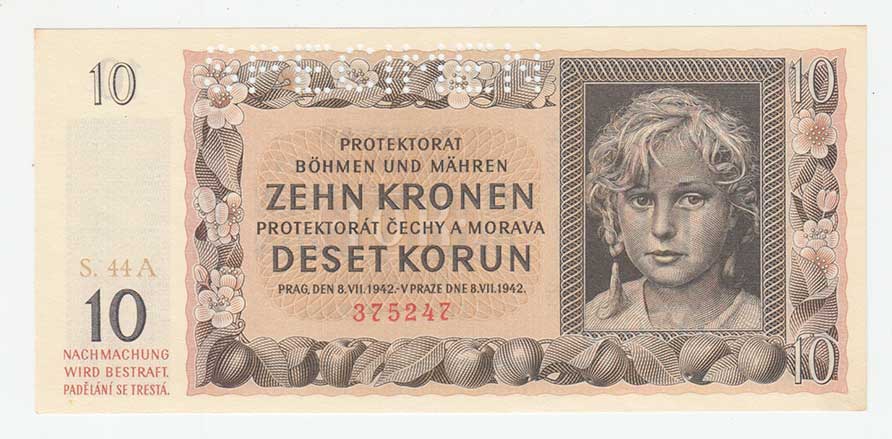 10
10
PROTEKTORAT
BÖHMEN UND MÄHREN
ZEHN KRONEN
PROTEKTORÁT ČECHY A MORAVA
DESET KORUN
PRAG, DEN 8.VII.1942.-V PRAZE DNE 8.VII.1942.
375247
S. 44 A
10
NACHMACHUNG
WIRD BESTRAFT.
PADĚLÁNÍ SE TRESTÁ.
10